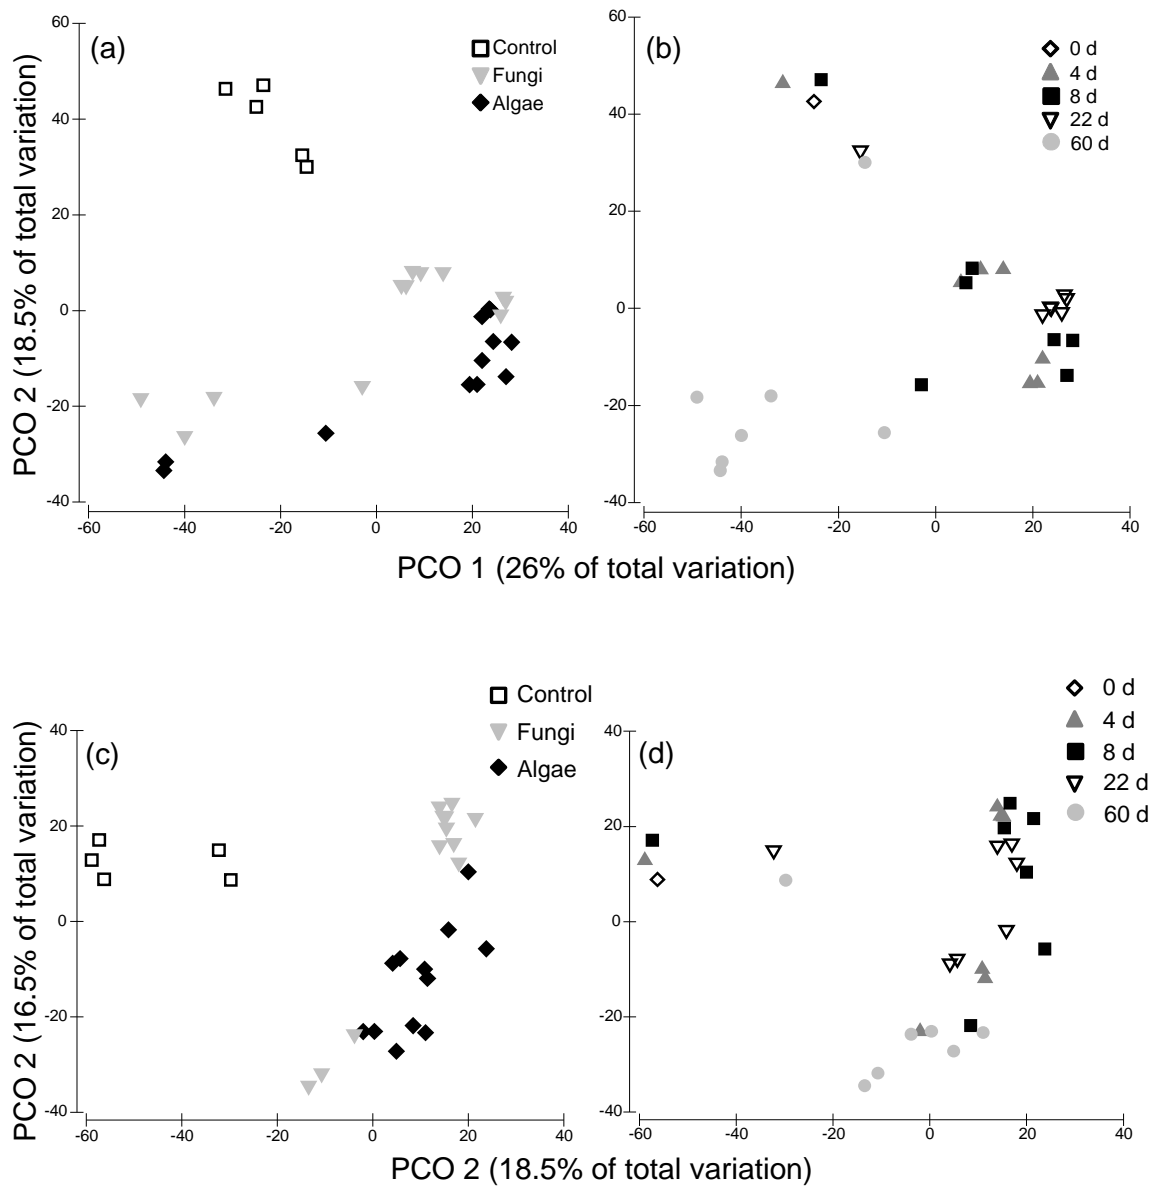 (a)
Control
Fungi
Algae
60
40
20
0
-20
-40
-60
-40
-20
0
20
40
PCO 2 (18.5% of total variation)
(b)
0 d
4 d
8 d
22 d
60 d
60
40
20
0
-20
-40
-60
-40
-20
0
20
40
PCO 1 (26% of total variation)
(c)
Control
Fungi
Algae
40
20
0
-20
-40
-60
-40
-20
0
20
40
PCO 2 (16.5% of total variation)
(d)
0 d
4 d
8 d
22 d
60 d
40
20
0
-20
-40
-60
-40
-20
0
20
40
PCO 2 (18.5% of total variation)